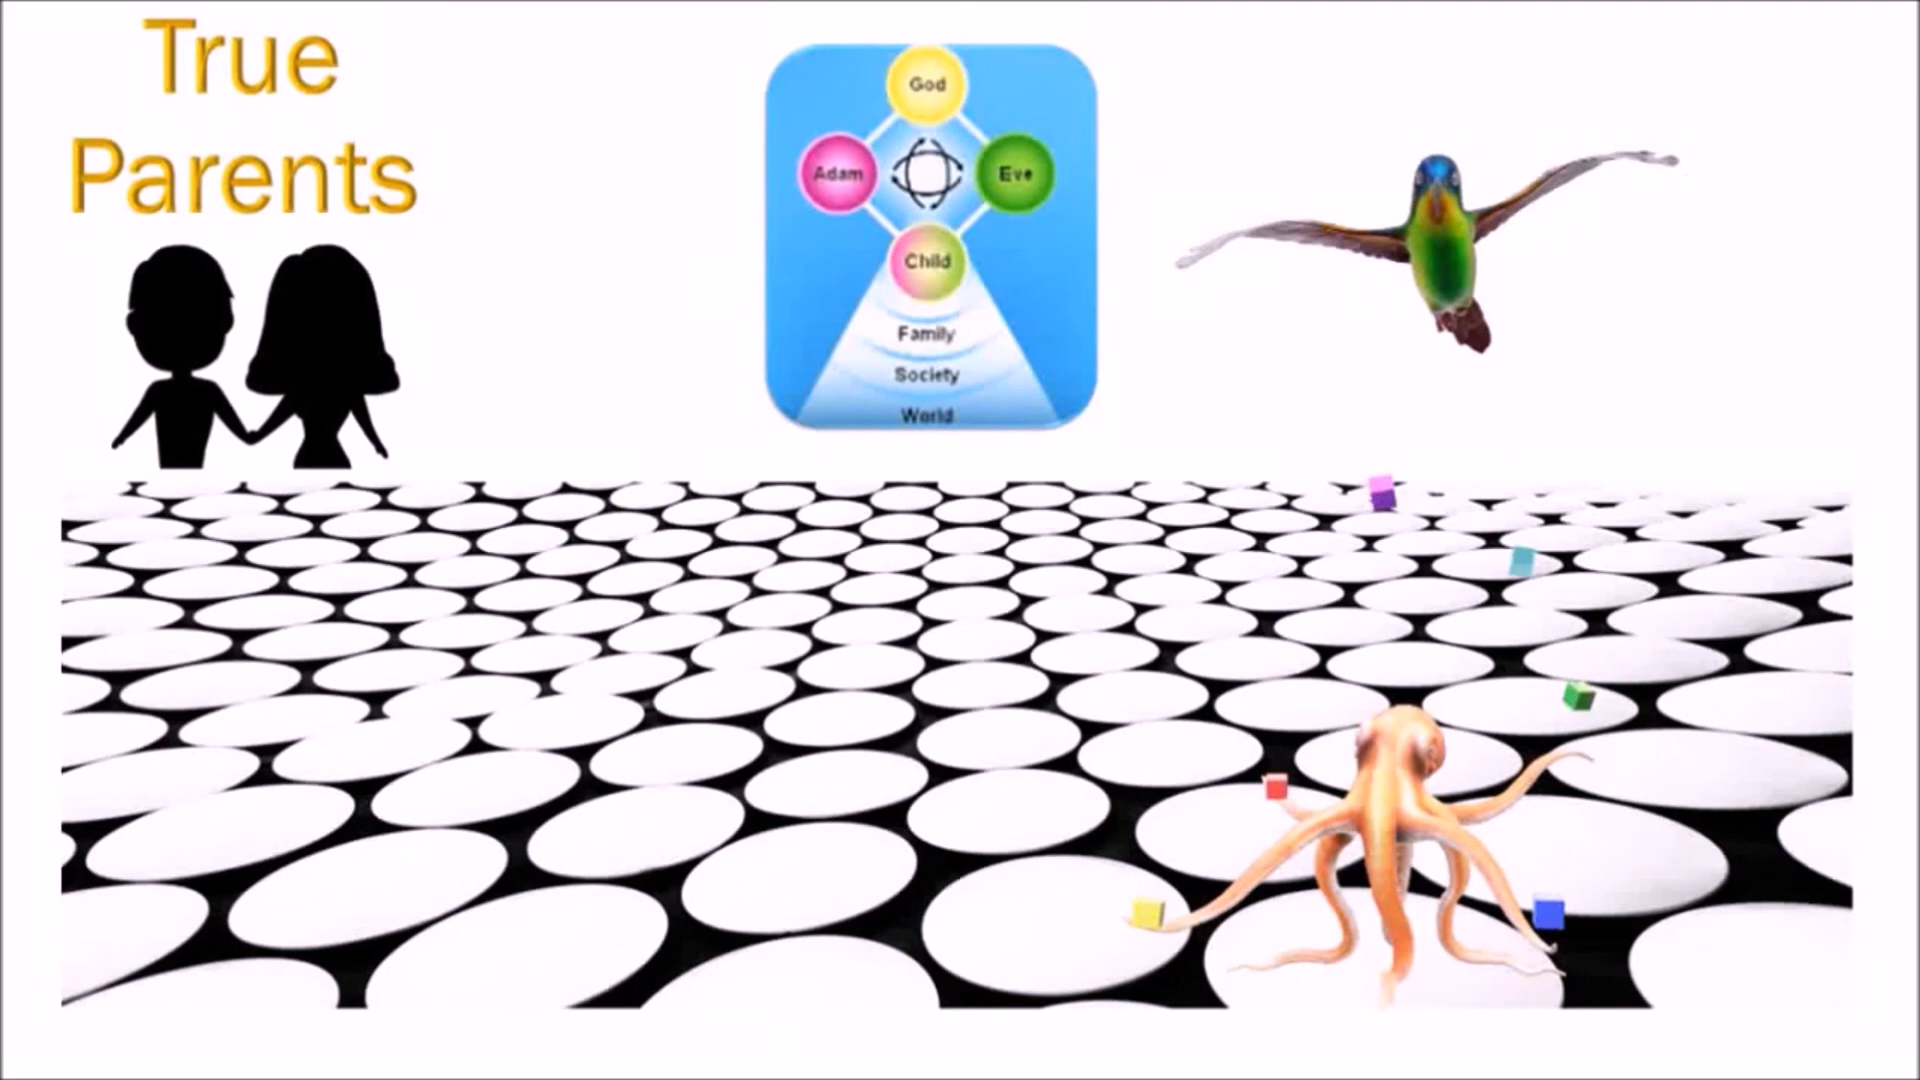 True
Parents
God
Adam
Eve
Child
Family
Society
World